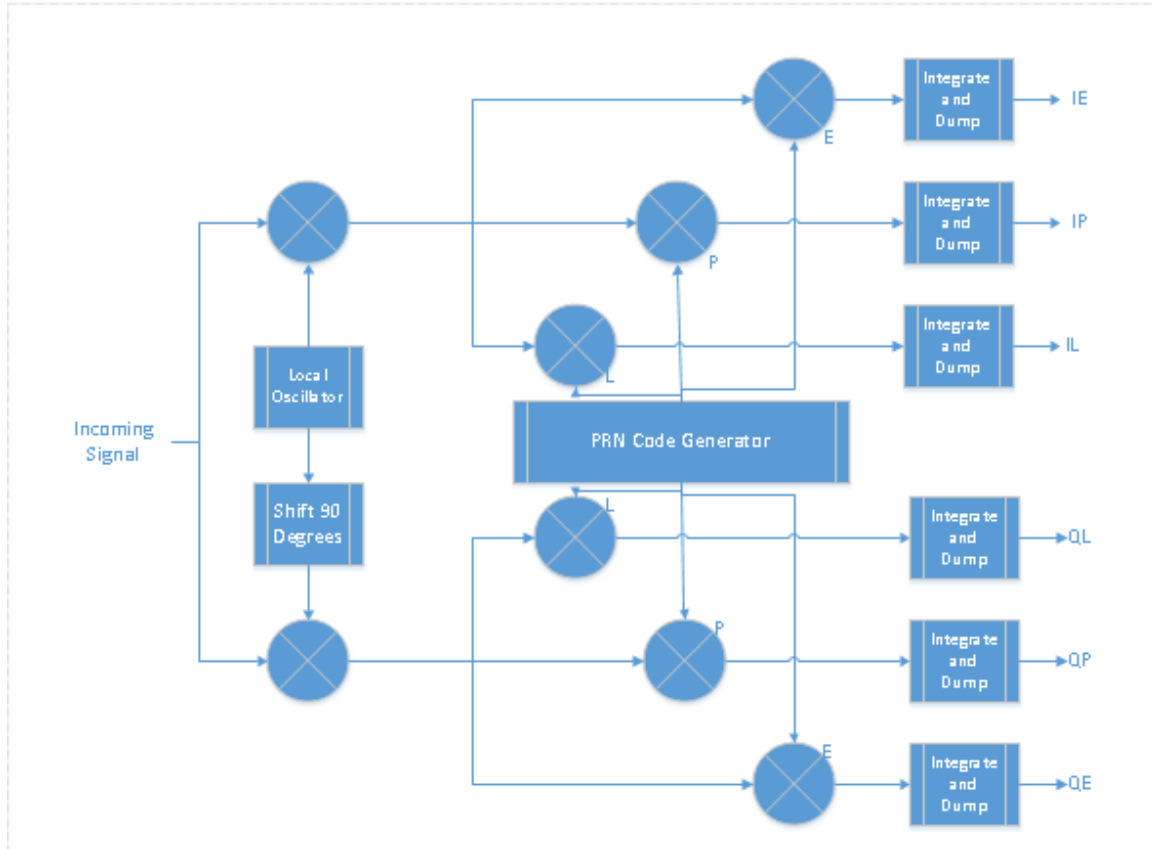 Integrate
and
Dump
IE
E
Integrate
and
Dump
IP
P
Integrate
and
Dump
IL
L
Local
Oscillator
Incoming
Signal
PRN Code Generator
Shift 90
Degrees
L
Integrate
and
Dump
QL
P
Integrate
and
Dump
QP
E
Integrate
and
Dump
QE